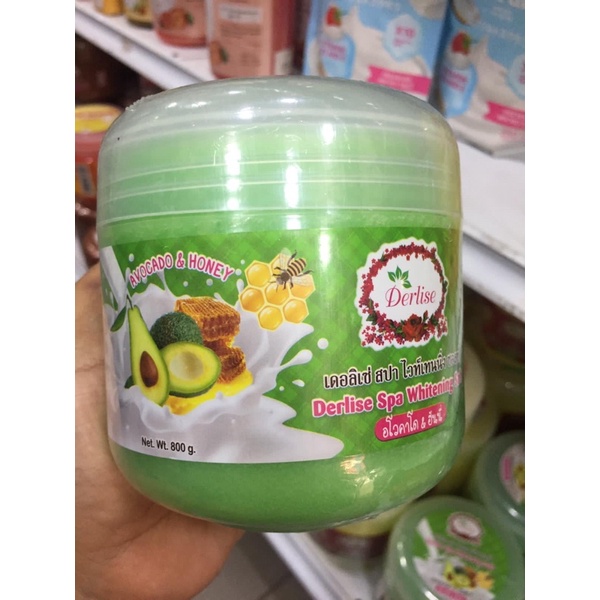 AVOCADO & HONEY
Derlise
เดอลิเซ่ สปา ไวท์เทนนิ่ง
Derlise Spa Whitening
อโวคาโด & ฮันนี่
Net. Wt. 800 g.